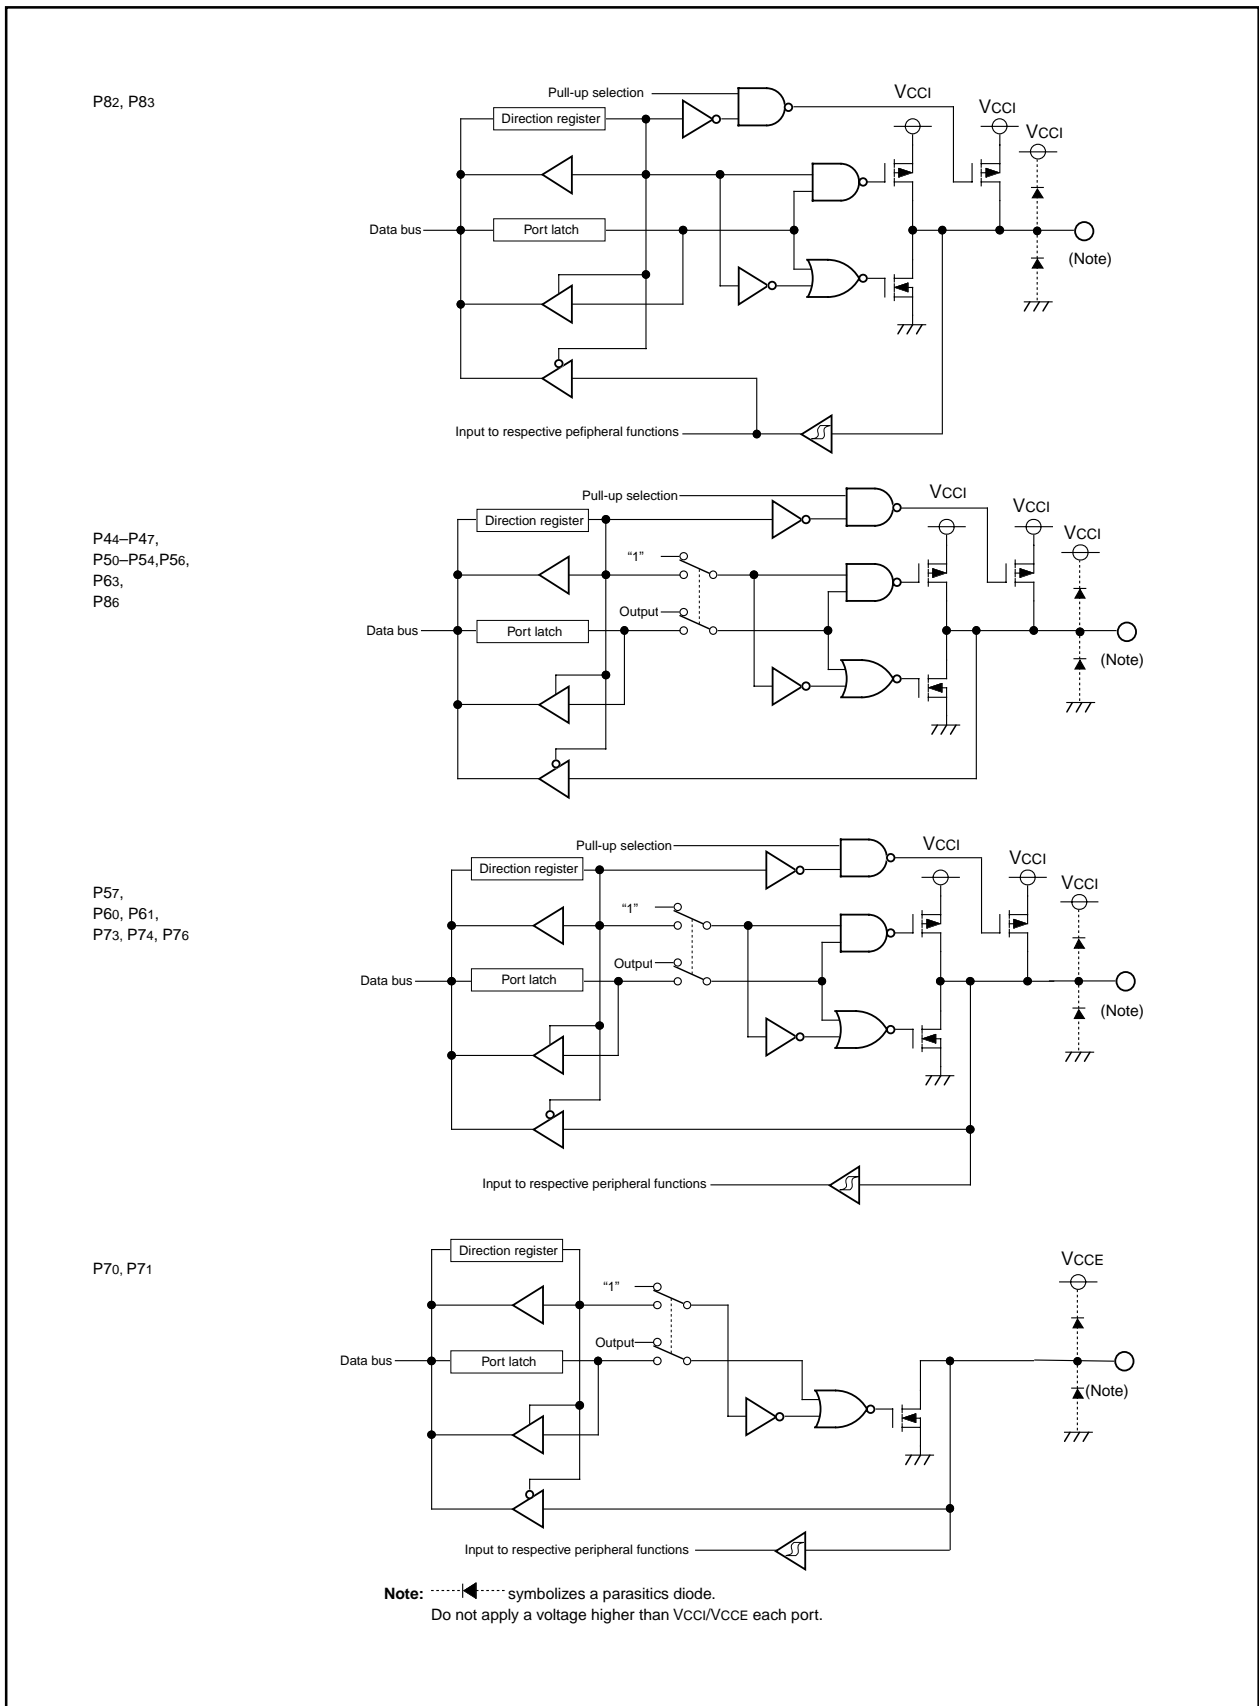 P82, P83
Pull-up selection
VCCI
VCCI
VCCI
Direction register
Data bus
Port latch
(Note)
Input to respective pefipheral functions
P44–P47,
P50–P54,P56,
P63,
P86
Pull-up selection
VCCI
VCCI
VCCI
Direction register
“1”
Output
Data bus
Port latch
(Note)
P57,
P60, P61,
P73, P74, P76
Pull-up selection
VCCI
VCCI
VCCI
Direction register
“1”
Output
Data bus
Port latch
(Note)
Input to respective peripheral functions
P70, P71
Direction register
VCCE
“1”
Output
Data bus
Port latch
(Note)
Input to respective peripheral functions
Note: symbolizes a parasitics diode.
Do not apply a voltage higher than VCCI/VCCE each port.